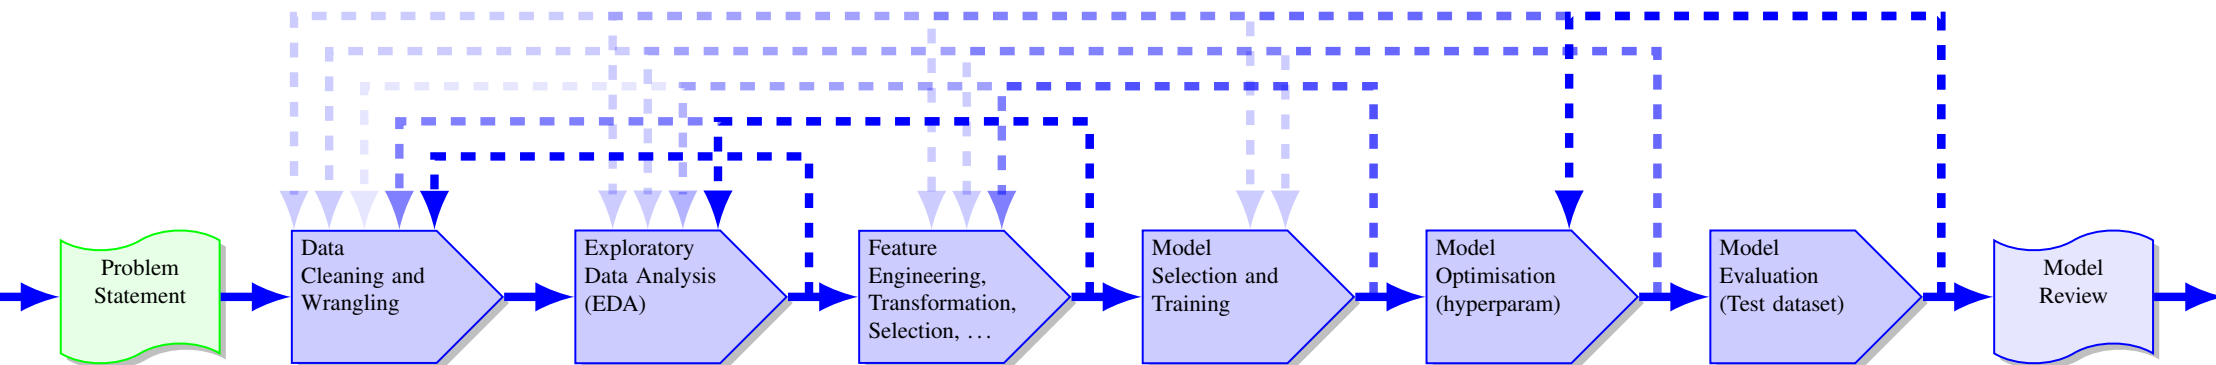 Problem
Statement
Data
Cleaning and
Wrangling
Exploratory
Data Analysis
(EDA)
Feature
Engineering,
Transformation,
Selection, …
Model
Selection and
Training
Model
Optimisation
(hyperparam)
Model
Evaluation
(Test dataset)
Model
Review